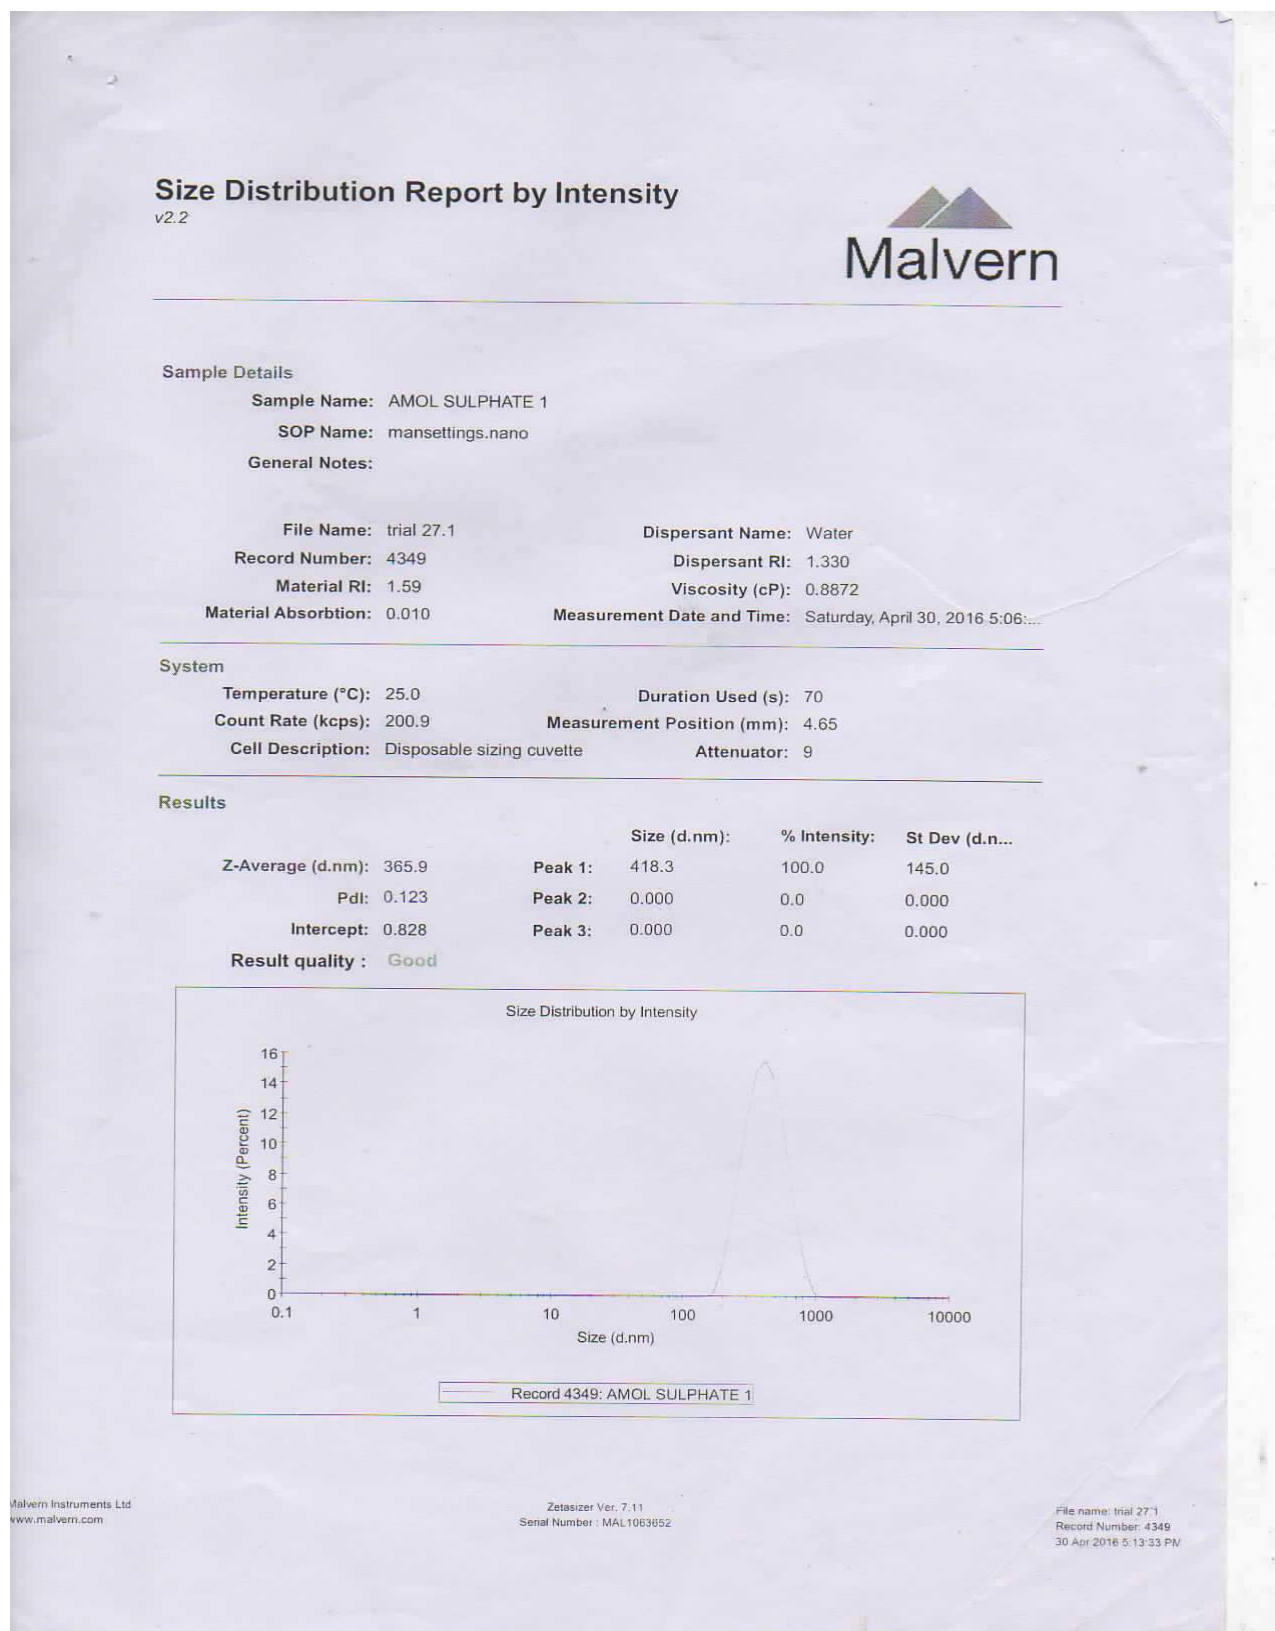 Size Distribution Report by Intensity
v2.2
Malvern
Sample Details
Sample Name: AMOL SULPHATE 1
SOP Name: mansettings.nano
General Notes:
File Name: trial 27.1 Dispersant Name: Water
Record Number: 4349 Dispersant RI: 1.330
Material RI: 1.59 Viscosity (cP): 0.8872
Material Absorbtion: 0.010 Measurement Date and Time: Saturday, April 30, 2016 5:06:...
System
Temperature (°C): 25.0 Duration Used (s): 70
Count Rate (kcps): 200.9 Measurement Position (mm): 4.65
Cell Description: Disposable sizing cuvette Attenuator: 9
Results
Size (d.nm): % Intensity: St Dev (d.n...
Z-Average (d.nm): 365.9 Peak 1: 418.3 100.0 145.0
PdI: 0.123 Peak 2: 0.000 0.0 0.000
Intercept: 0.828 Peak 3: 0.000 0.0 0.000
Result quality : Good
Size Distribution by Intensity
Intensity (Percent)
16
14
12
10
8
6
4
2
0
0.1 1 10 100 1000 10000
Size (d.nm)
Record 4349: AMOL SULPHATE 1
Malvern Instruments Ltd
www.malvern.com
Zetasizer Ver. 7.11
Serial Number : MAL1063652
File name: trial 27.1
Record Number: 4349
30 Apr 2016 5:13:33 PM